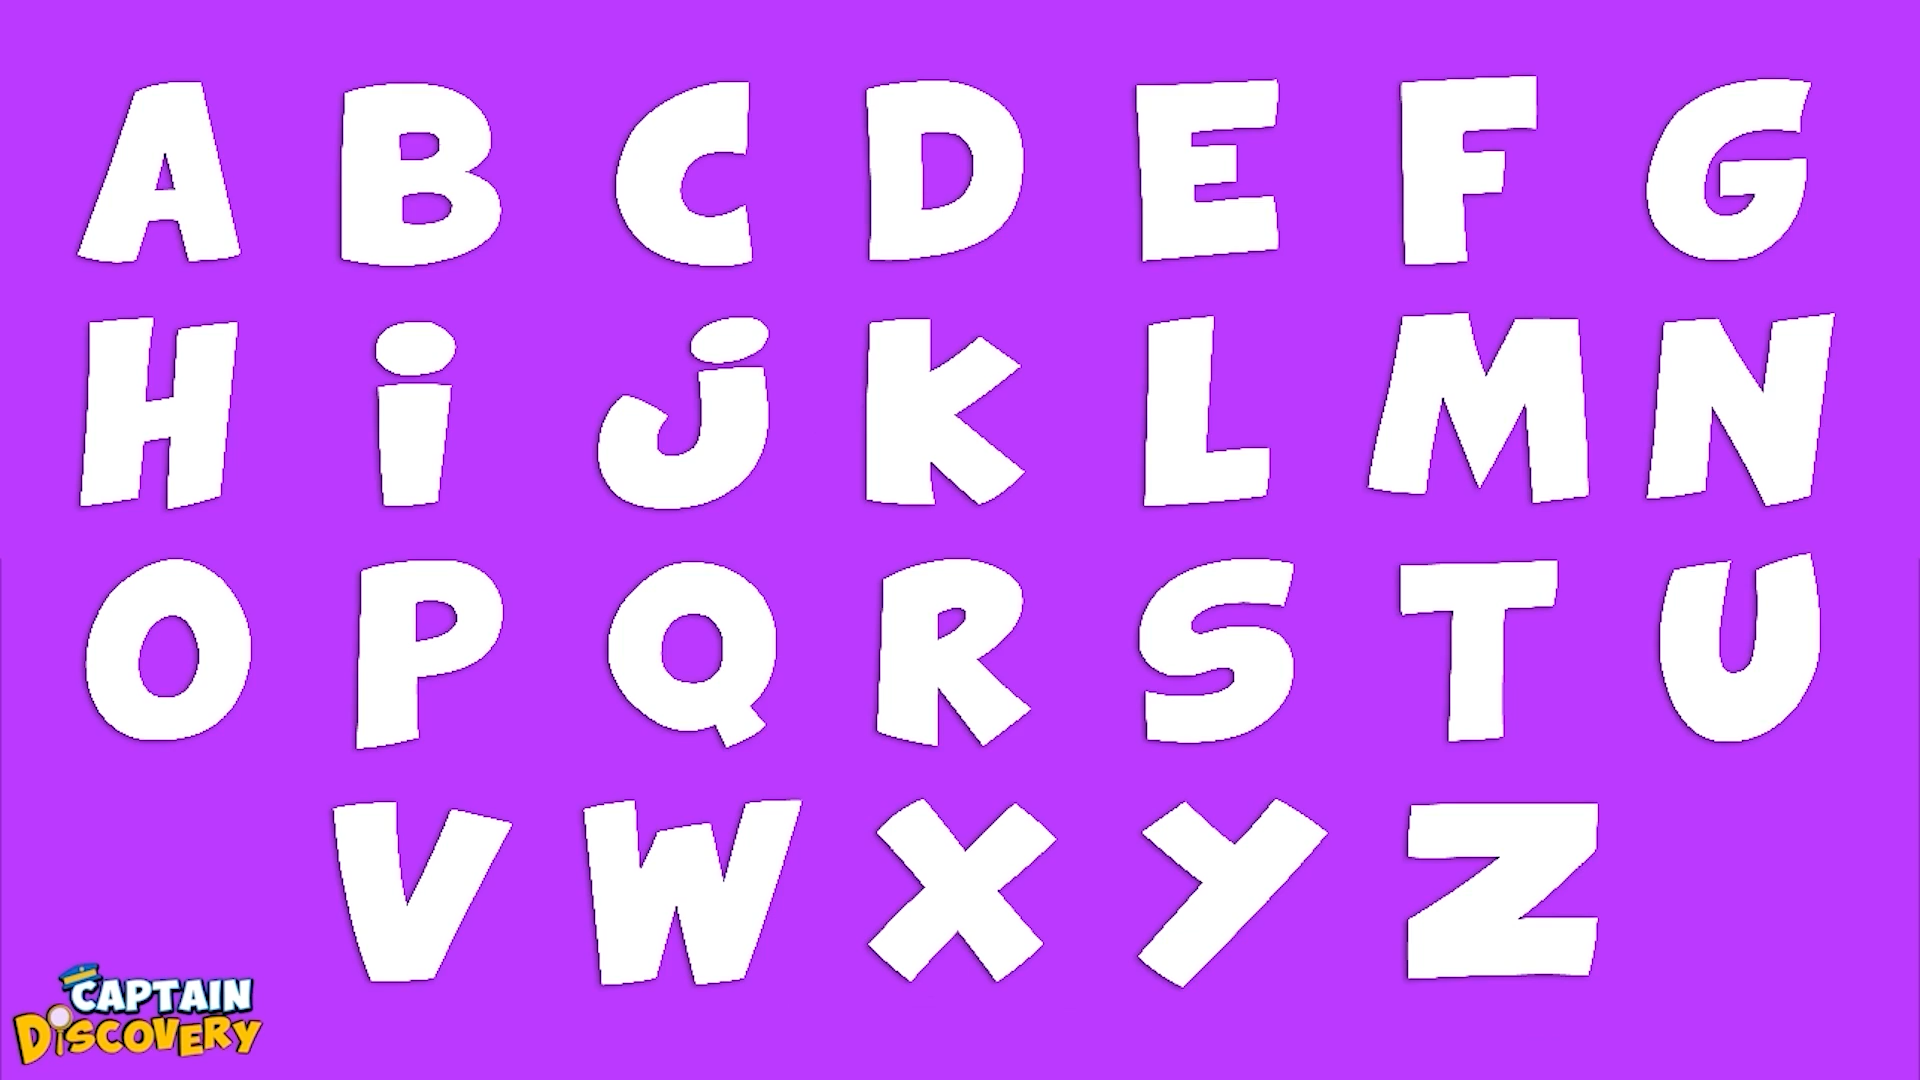 A B C D E F G
H i j K L M N
O P Q R S T U
V W X Y Z
CAPTAIN
DiSCOVERY